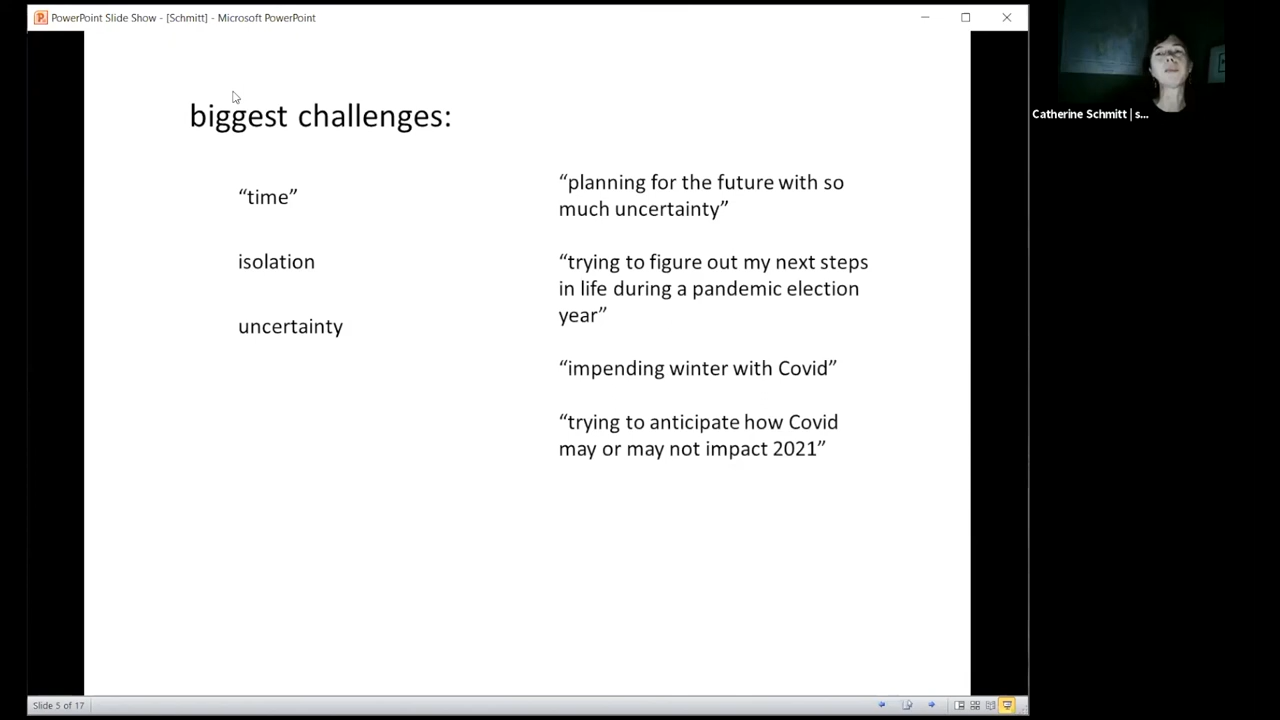 PowerPoint Slide Show - [Schmitt] - Microsoft PowerPoint
biggest challenges:
“time”
isolation
uncertainty
“planning for the future with so
much uncertainty”
“trying to figure out my next steps
in life during a pandemic election
year”
“impending winter with Covid”
“trying to anticipate how Covid
may or may not impact 2021”
Catherine Schmitt | s...
Slide 5 of 17